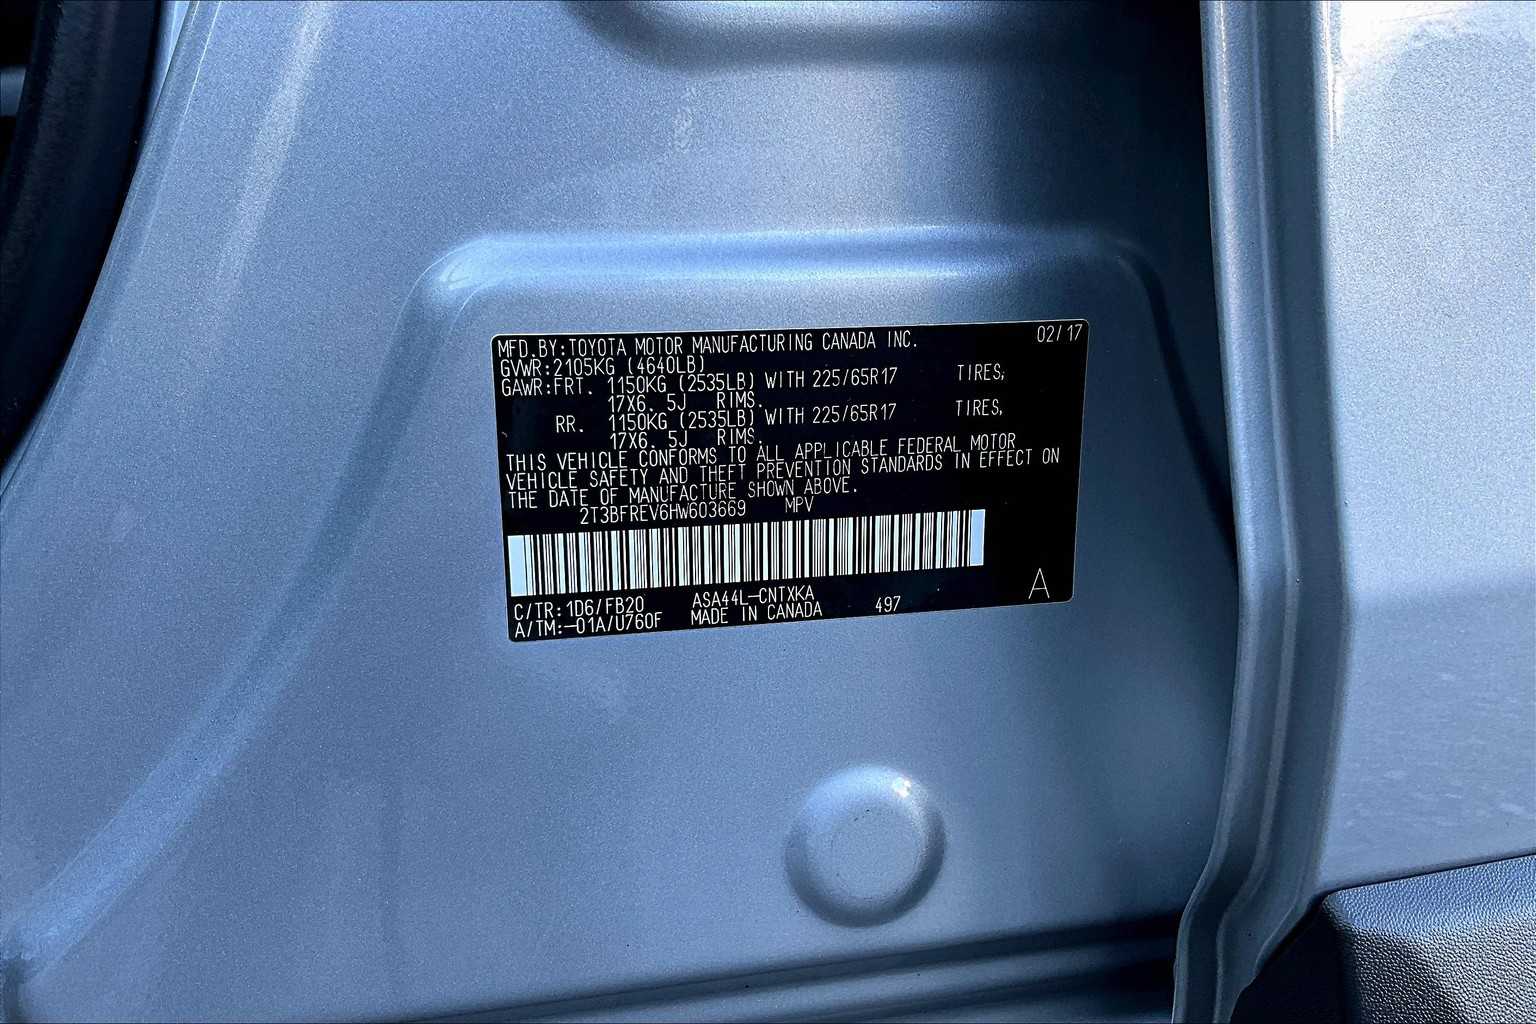 MFD.BY:TOYOTA MOTOR MANUFACTURING CANADA INC. 02/17
GVWR:2105KG (4640LB)
GAWR:FRT. 1150KG (2535LB) WITH 225/65R17 TIRES,
17X6. 5J RIMS.
RR. 1150KG (2535LB) WITH 225/65R17 TIRES,
17X6. 5J RIMS.
THIS VEHICLE CONFORMS TO ALL APPLICABLE FEDERAL MOTOR
VEHICLE SAFETY AND THEFT PREVENTION STANDARDS IN EFFECT ON
THE DATE OF MANUFACTURE SHOWN ABOVE.
2T3BFREV6HW603669 MPV
A
C/TR:1D6/FB20 ASA44L-CNTXKA
A/TM:-01A/U760F MADE IN CANADA 497